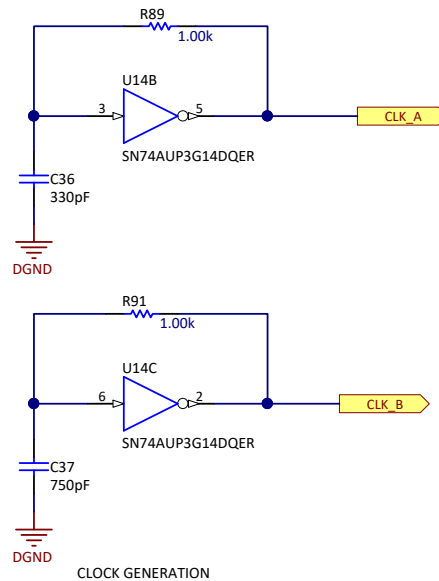 R89
1.00k
U14B
3
5
CLK_A
SN74AUP3G14DQER
C36
330pF
DGND
R91
1.00k
U14C
6
2
CLK_B
SN74AUP3G14DQER
C37
750pF
DGND
CLOCK GENERATION